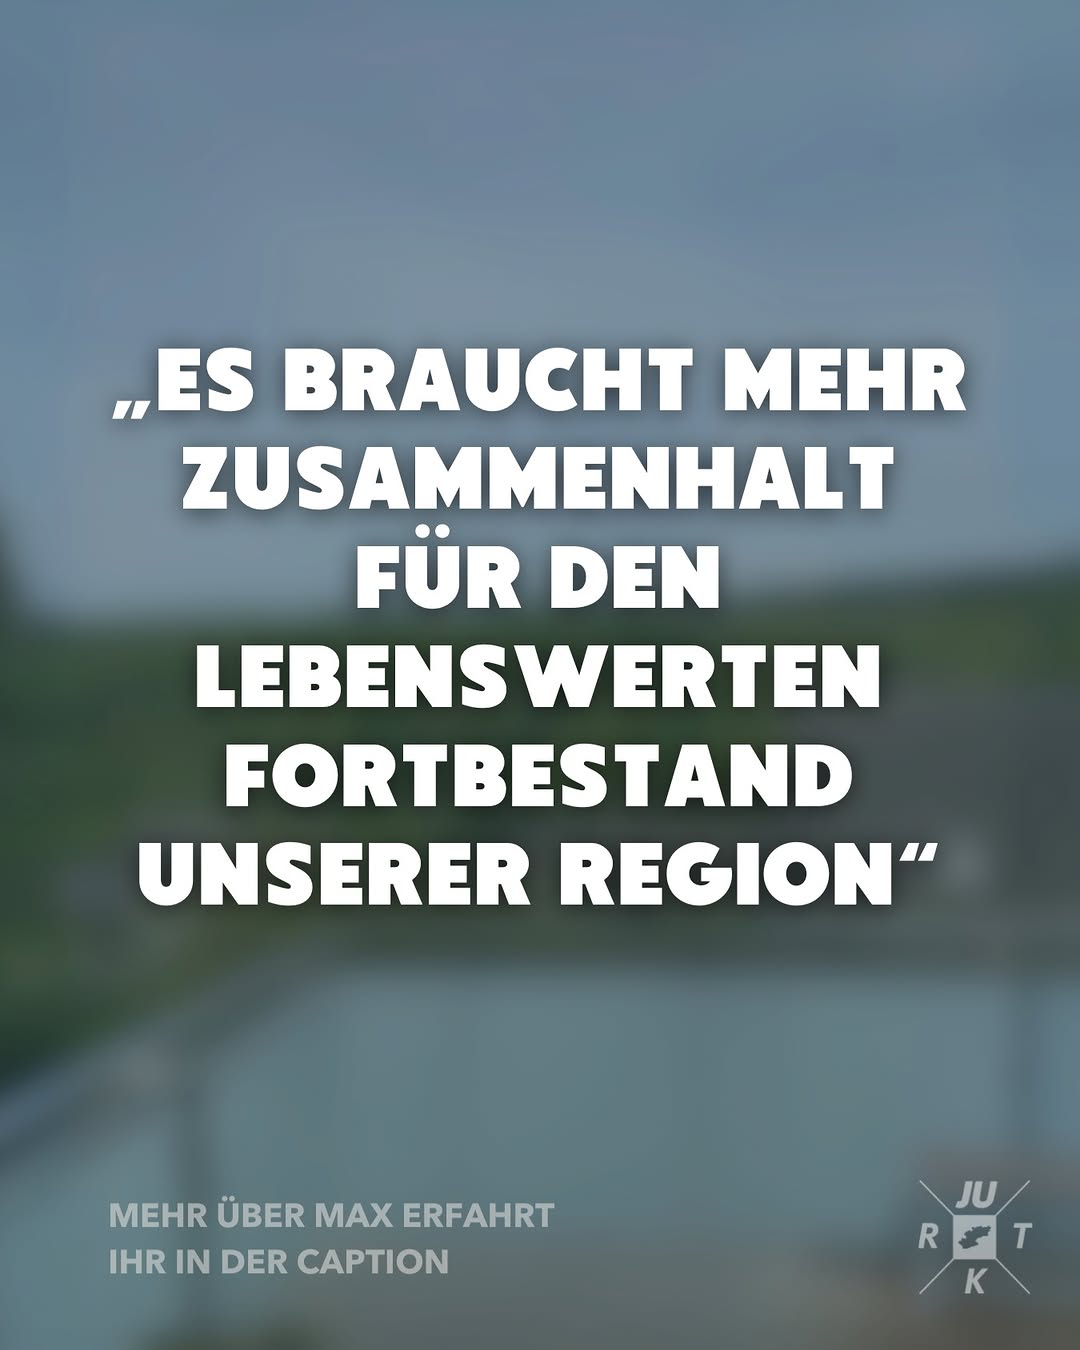 „ES BRAUCHT MEHR
ZUSAMMENHALT
FÜR DEN
LEBENSWERTEN
FORTBESTAND
UNSERER REGION“
MEHR ÜBER MAX ERFAHRT
IHR IN DER CAPTION
JU
R T
K